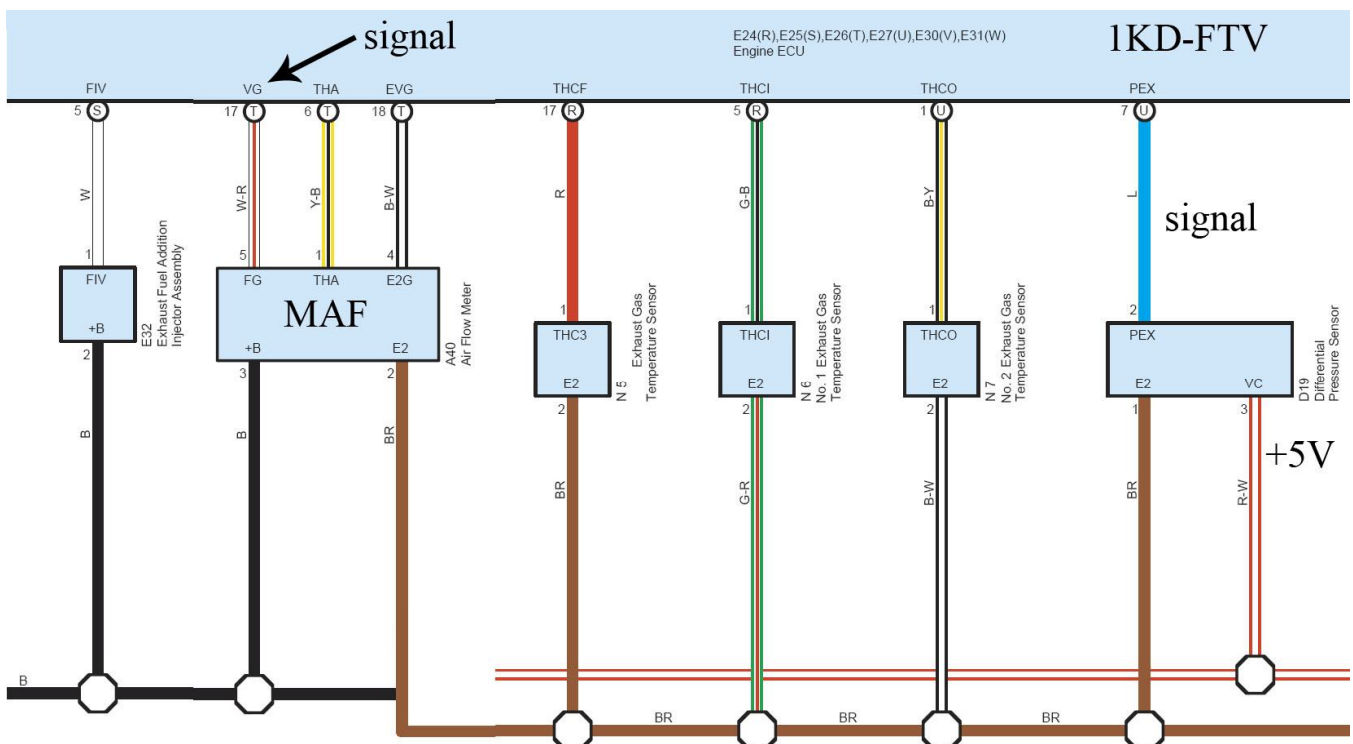 signal
E24(R),E25(S),E26(T),E27(U),E30(V),E31(W)
Engine ECU
1KD-FTV
FIV
VG
THA
EVG
THCF
THCI
THCO
PEX
5 S
17 T
6 T
18 T
17 R
5 R
1 U
7 U
W
W-R
Y-B
B-W
R
G-B
B-Y
L
signal
1
5
1
4
1
1
1
2
FIV
+B
E32
Exhaust Fuel Addition
Injector Assembly
FG
THA
E2G
MAF
+B
E2
A40
Air Flow Meter
THC3
E2
N 5
Exhaust Gas
Temperature Sensor
THCI
E2
N 6
No. 1 Exhaust Gas
Temperature Sensor
THCO
E2
N 7
No. 2 Exhaust Gas
Temperature Sensor
PEX
E2
VC
D19
Differential
Pressure Sensor
2
3
2
2
2
2
1
3
+5V
B
B
BR
BR
G-R
B-W
BR
R-W
B
BR
BR
BR